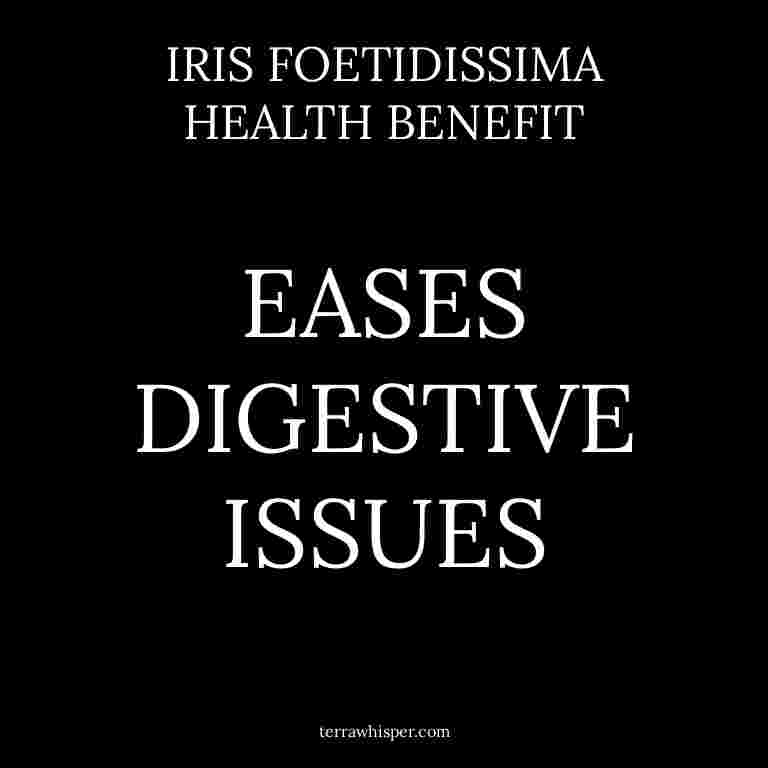 IRIS FOETIDISSIMA
HEALTH BENEFIT
EASES
DIGESTIVE
ISSUES
terrawhisper.com